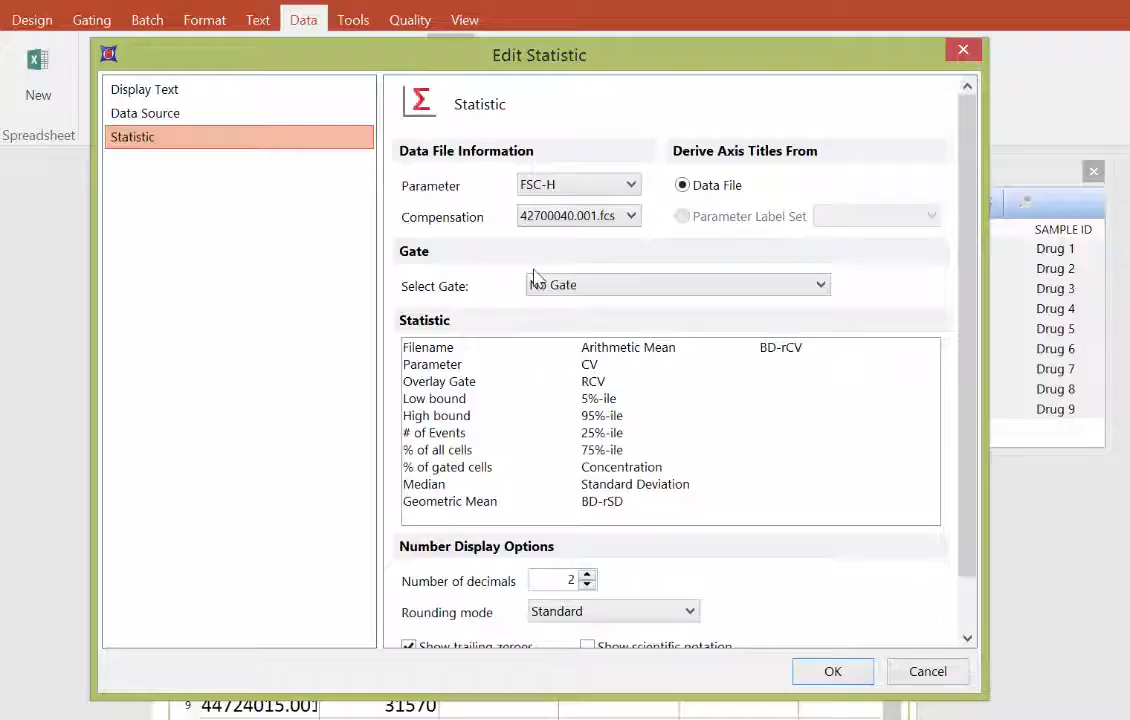 Design Gating Batch Format Text Data Tools Quality View
Edit Statistic
New
Spreadsheet
Display Text
Data Source
Statistic
Statistic
Data File Information Derive Axis Titles From
Parameter FSC-H Data File
Compensation 42700040.001.fcs Parameter Label Set
Gate
Select Gate: No Gate
Statistic
Filename Arithmetic Mean BD-rCV
Parameter CV
Overlay Gate RCV
Low bound 5%-ile
High bound 95%-ile
# of Events 25%-ile
% of all cells 75%-ile
% of gated cells Concentration
Median Standard Deviation
Geometric Mean BD-rSD
Number Display Options
Number of decimals 2
Rounding mode Standard
Show trailing zeroes Show scientific notation
OK Cancel
SAMPLE ID
Drug 1
Drug 2
Drug 3
Drug 4
Drug 5
Drug 6
Drug 7
Drug 8
Drug 9
9 44724015.001 31570